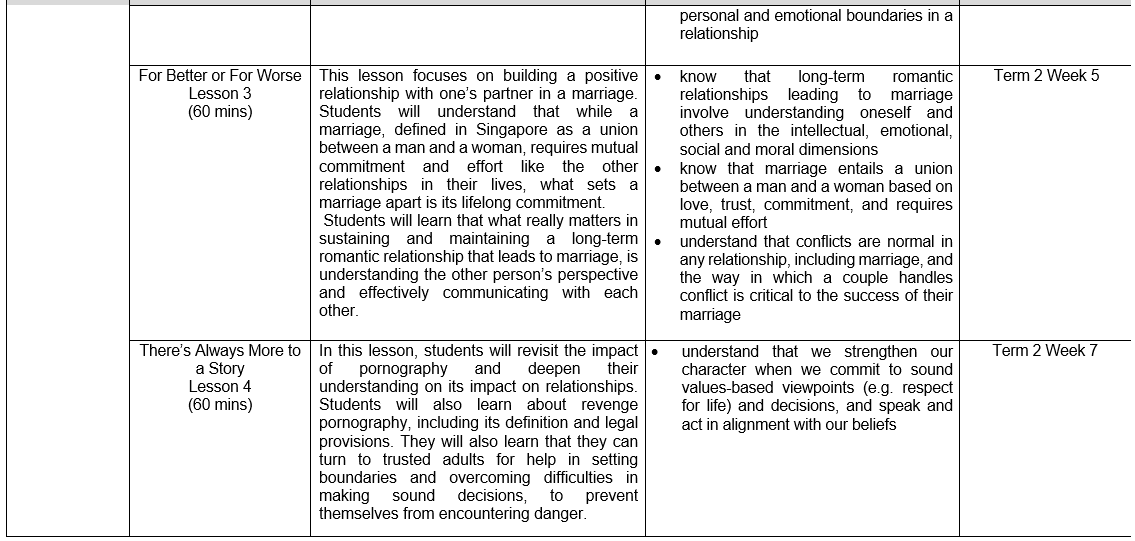 personal and emotional boundaries in a
relationship
For Better or For Worse
Lesson 3
(60 mins)
This lesson focuses on building a positive
relationship with one's partner in a marriage.
Students will understand that while a
marriage, defined in Singapore as a union
between a man and a woman, requires mutual
commitment and effort like the other
relationships in their lives, what sets a
marriage apart is its lifelong commitment.
Students will learn that what really matters in
sustaining and maintaining a long-term
romantic relationship that leads to marriage, is
understanding the other person's perspective
and effectively communicating with each
other.
• know that long-term romantic
relationships leading to marriage
involve understanding oneself and
others in the intellectual, emotional,
social and moral dimensions
• know that marriage entails a union
between a man and a woman based on
love, trust, commitment, and requires
mutual effort
• understand that conflicts are normal in
any relationship, including marriage, and
the way in which a couple handles
conflict is critical to the success of their
marriage
Term 2 Week 5
There's Always More to
a Story
Lesson 4
(60 mins)
In this lesson, students will revisit the impact
of pornography and deepen their
understanding on its impact on relationships.
Students will also learn about revenge
pornography, including its definition and legal
provisions. They will also learn that they can
turn to trusted adults for help in setting
boundaries and overcoming difficulties in
making sound decisions, to prevent
themselves from encountering danger.
• understand that we strengthen our
character when we commit to sound
values-based viewpoints (e.g. respect
for life) and decisions, and speak and
act in alignment with our beliefs
Term 2 Week 7